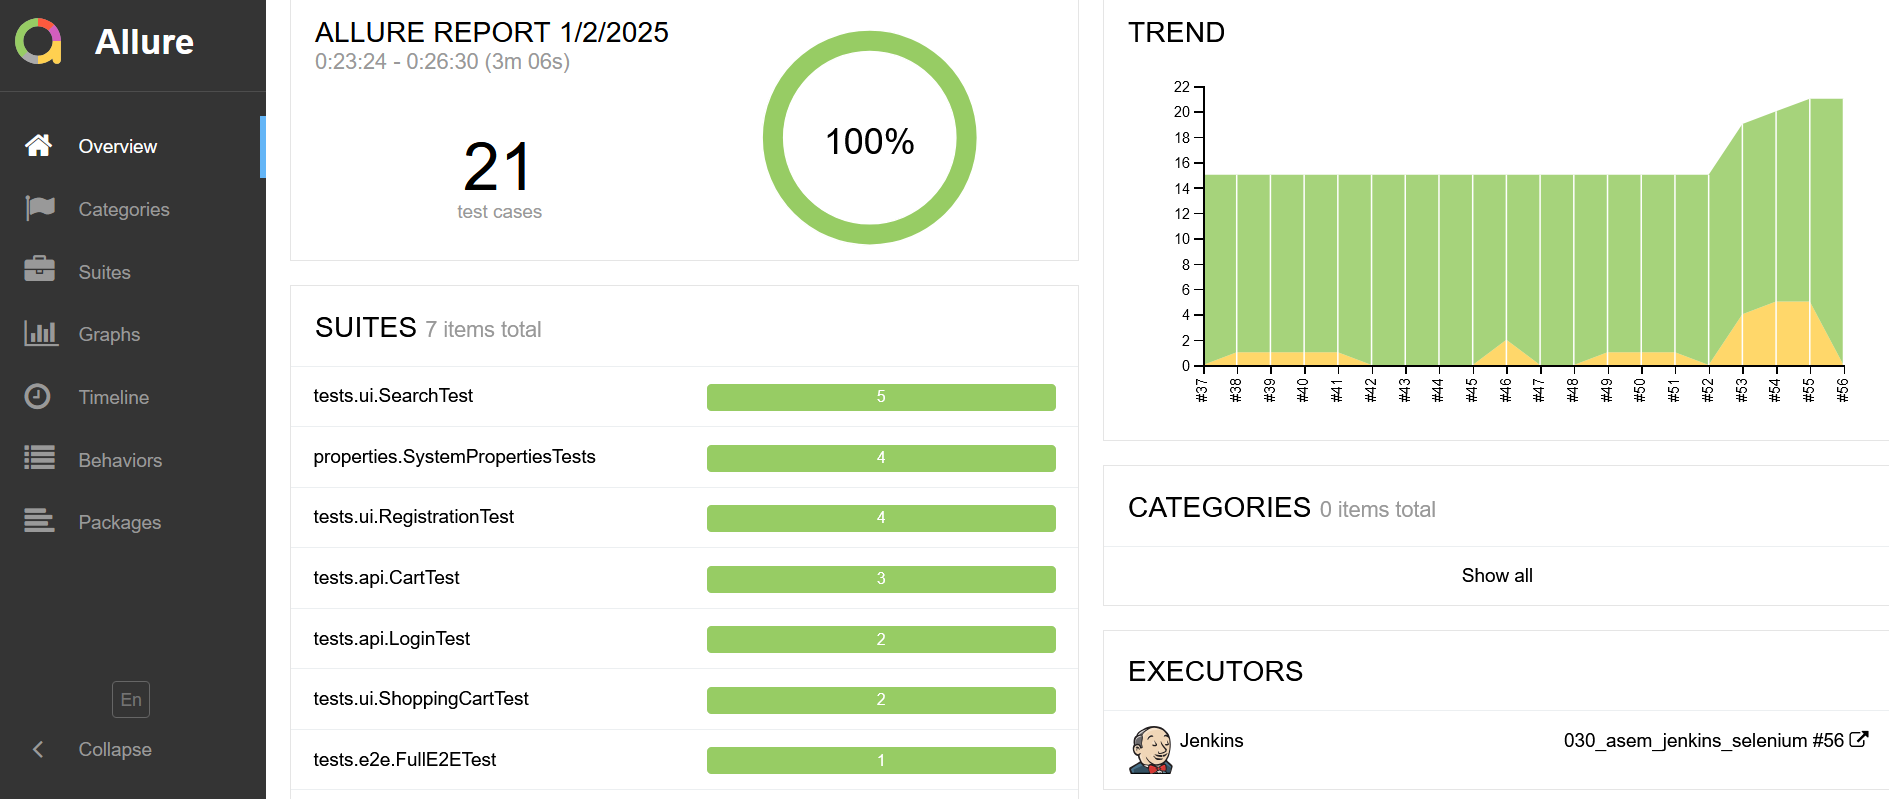 Allure
Overview
Categories
Suites
Graphs
Timeline
Behaviors
Packages
En
Collapse
ALLURE REPORT 1/2/2025
0:23:24 - 0:26:30 (3m 06s)
21
test cases
100%
SUITES 7 items total
tests.ui.SearchTest 5
properties.SystemPropertiesTests 4
tests.ui.RegistrationTest 4
tests.api.CartTest 3
tests.api.LoginTest 2
tests.ui.ShoppingCartTest 2
tests.e2e.FullE2ETest 1
TREND
22
20
18
16
14
12
10
8
6
4
2
0
#37 #38 #39 #40 #41 #42 #43 #44 #45 #46 #47 #48 #49 #50 #51 #52 #53 #54 #55 #56
CATEGORIES 0 items total
Show all
EXECUTORS
Jenkins 030_asem_jenkins_selenium #56